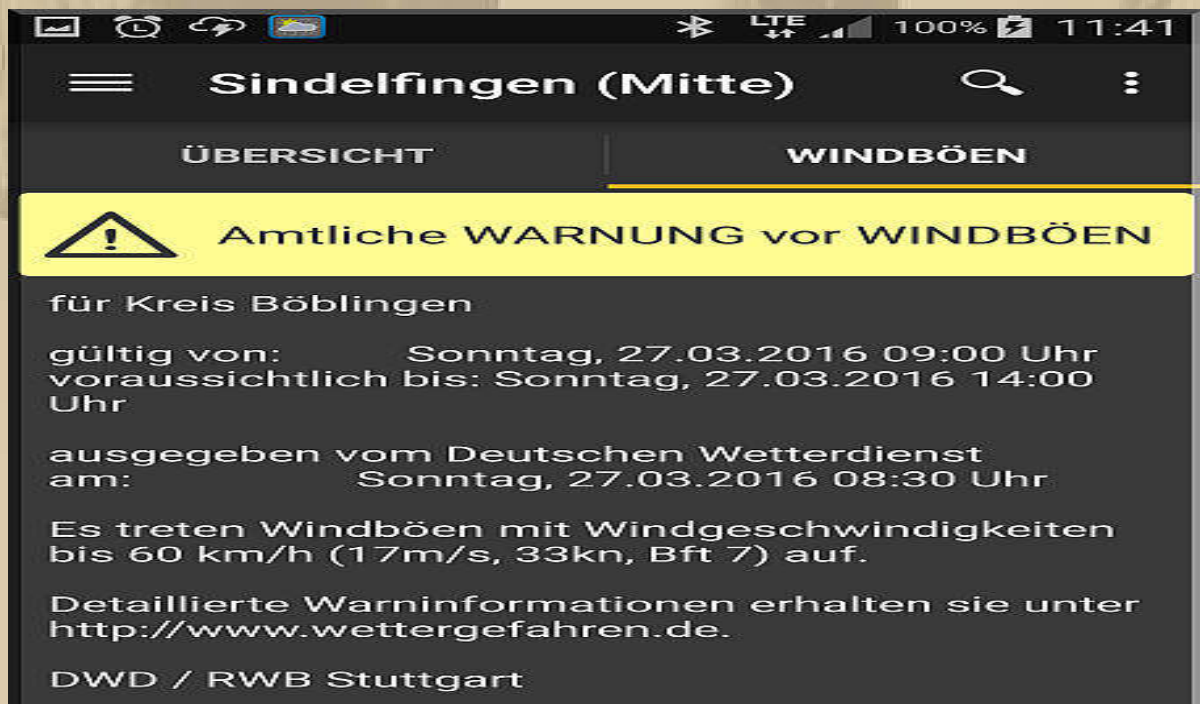 LTE 100% 11:41
Sindelfingen (Mitte)
ÜBERSICHT WINDBÖEN
Amtliche WARNUNG vor WINDBÖEN
für Kreis Böblingen
gültig von: Sonntag, 27.03.2016 09:00 Uhr
voraussichtlich bis: Sonntag, 27.03.2016 14:00
Uhr
ausgegeben vom Deutschen Wetterdienst
am: Sonntag, 27.03.2016 08:30 Uhr
Es treten Windböen mit Windgeschwindigkeiten
bis 60 km/h (17m/s, 33kn, Bft 7) auf.
Detaillierte Warninformationen erhalten sie unter
http://www.wettergefahren.de.
DWD / RWB Stuttgart